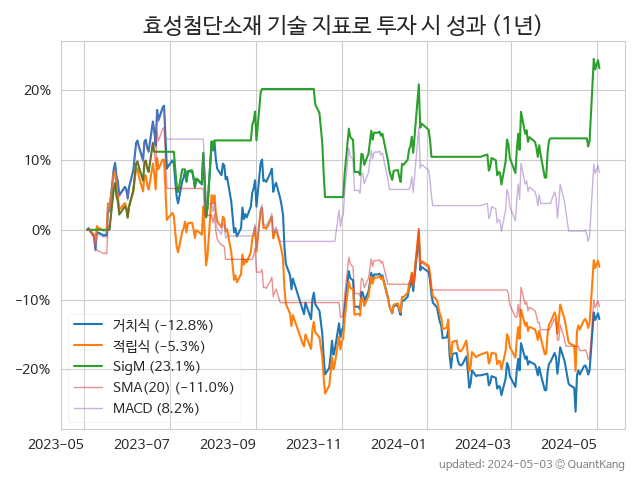 효성첨단소재 기술 지표로 투자 시 성과 (1년)
20%
10%
0%
−10%
−20%
거치식 (−12.8%)
적립식 (−5.3%)
SigM (23.1%)
SMA(20) (−11.0%)
MACD (8.2%)
2023-05
2023-07
2023-09
2023-11
2024-01
2024-03
2024-05
updated: 2024-05-03 ⓒ QuantKang